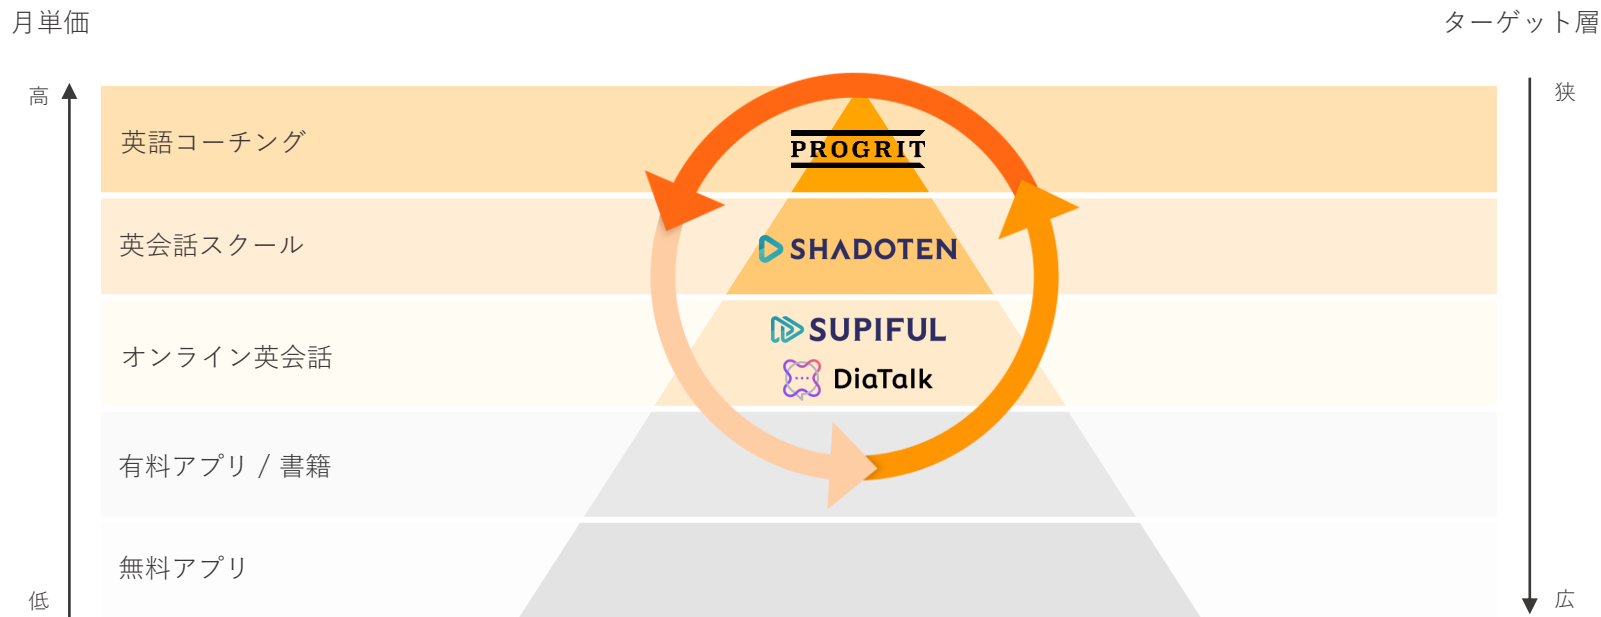 月単価
ターゲット層
高
狭
英語コーチング
PROGRIT
英会話スクール
SHADOTEN
オンライン英会話
SUPIFUL
DiaTalk
有料アプリ / 書籍
無料アプリ
低
広